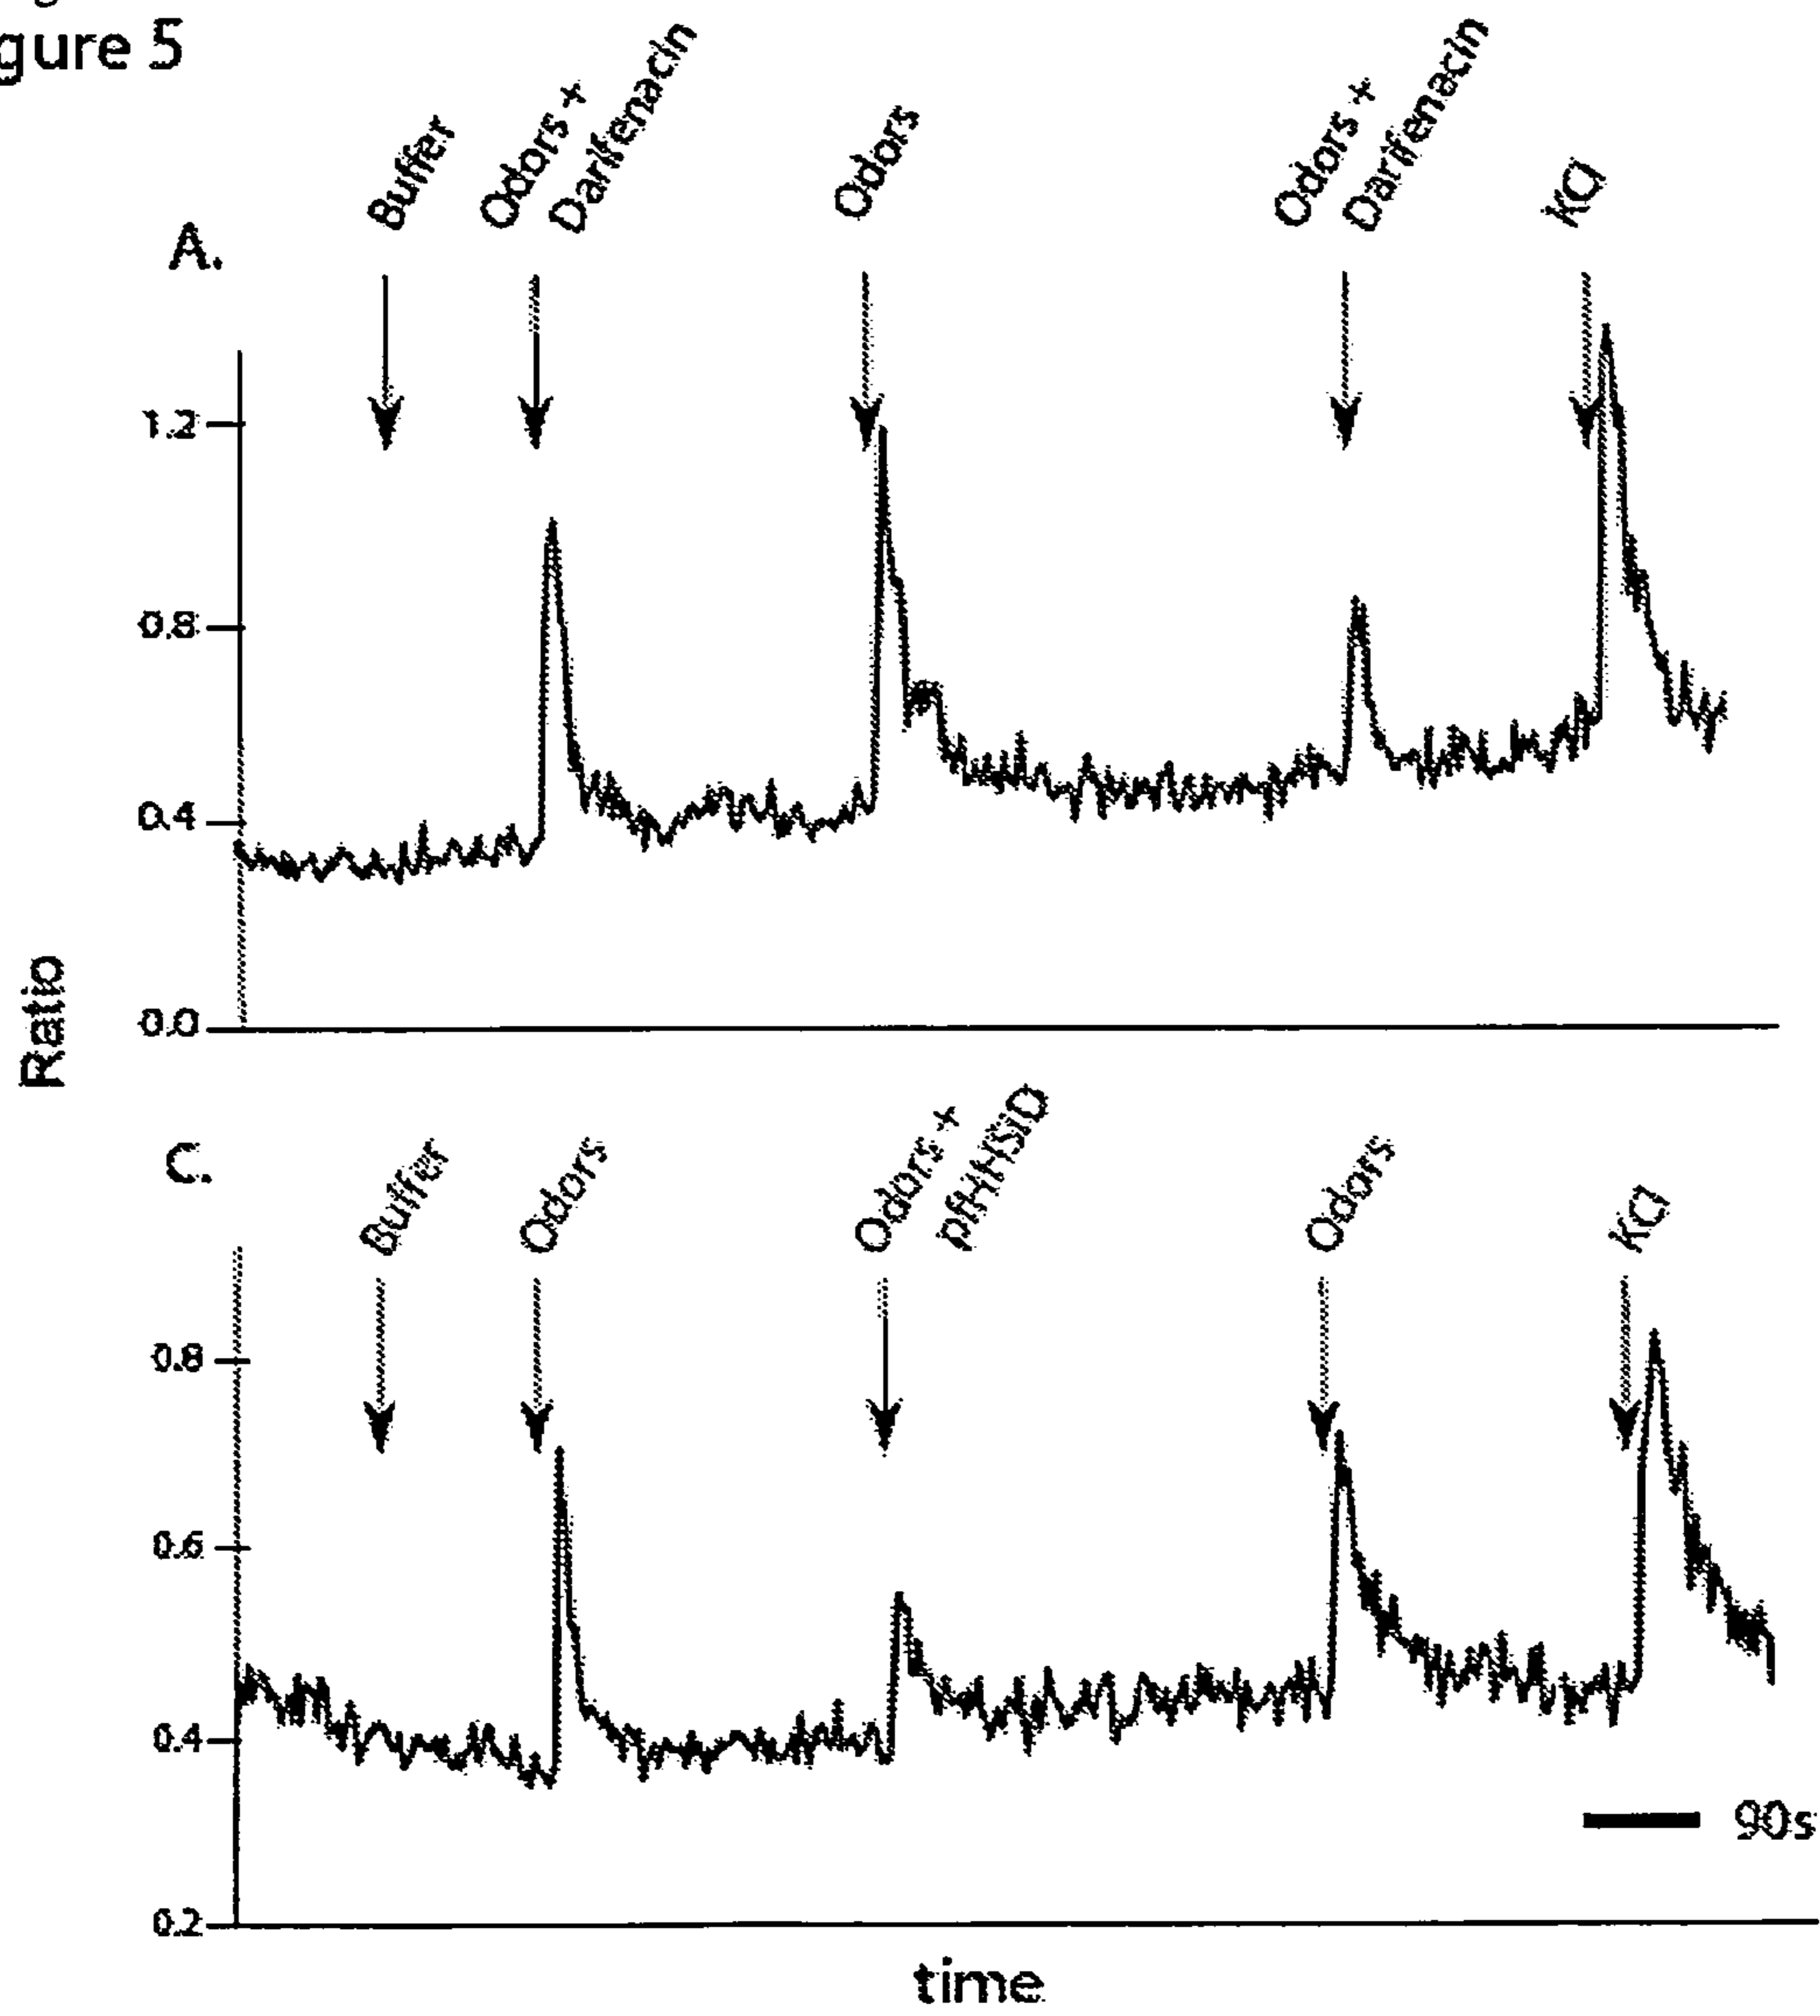 gure 5
A.
Buffer
Odors +
Darifenacin
Odors
Odors +
Darifenacin
KCl
1.2
0.8
0.4
0.0
Ratio
C.
Buffer
Odors
Odors +
pfHHSiD
Odors
KCl
0.8
0.6
0.4
0.2
90s
time